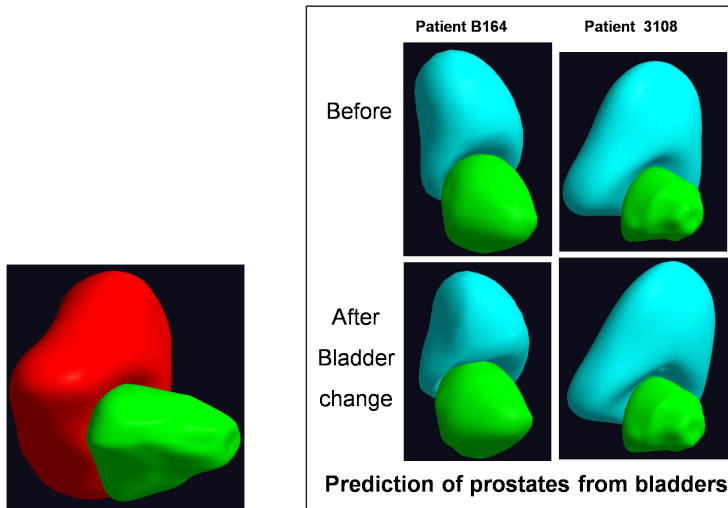 Patient B164
Patient 3108
Before
After
Bladder
change
Prediction of prostates from bladders